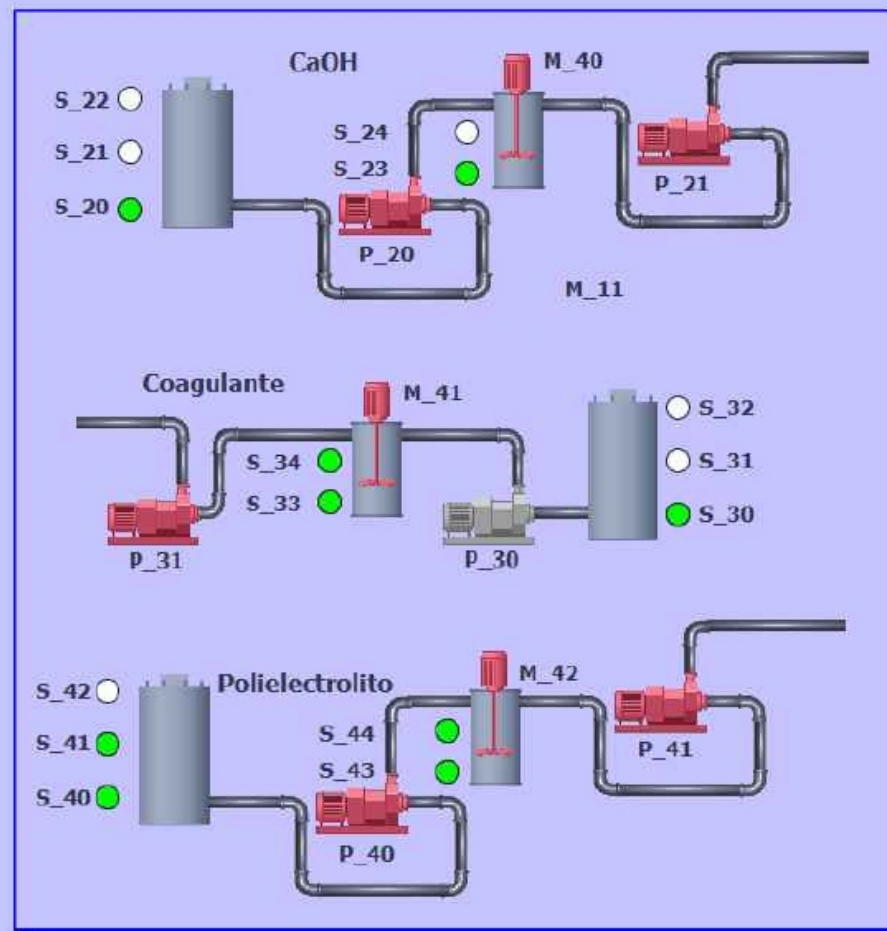 CaOH
M_40
S_22
S_24
S_21
S_23
P_21
S_20
P_20
M_11
Coagulante
M_41
S_32
S_34
S_31
S_33
S_30
P_31
P_30
Polielectrolito
M_42
S_42
S_44
S_41
P_41
S_43
S_40
P_40